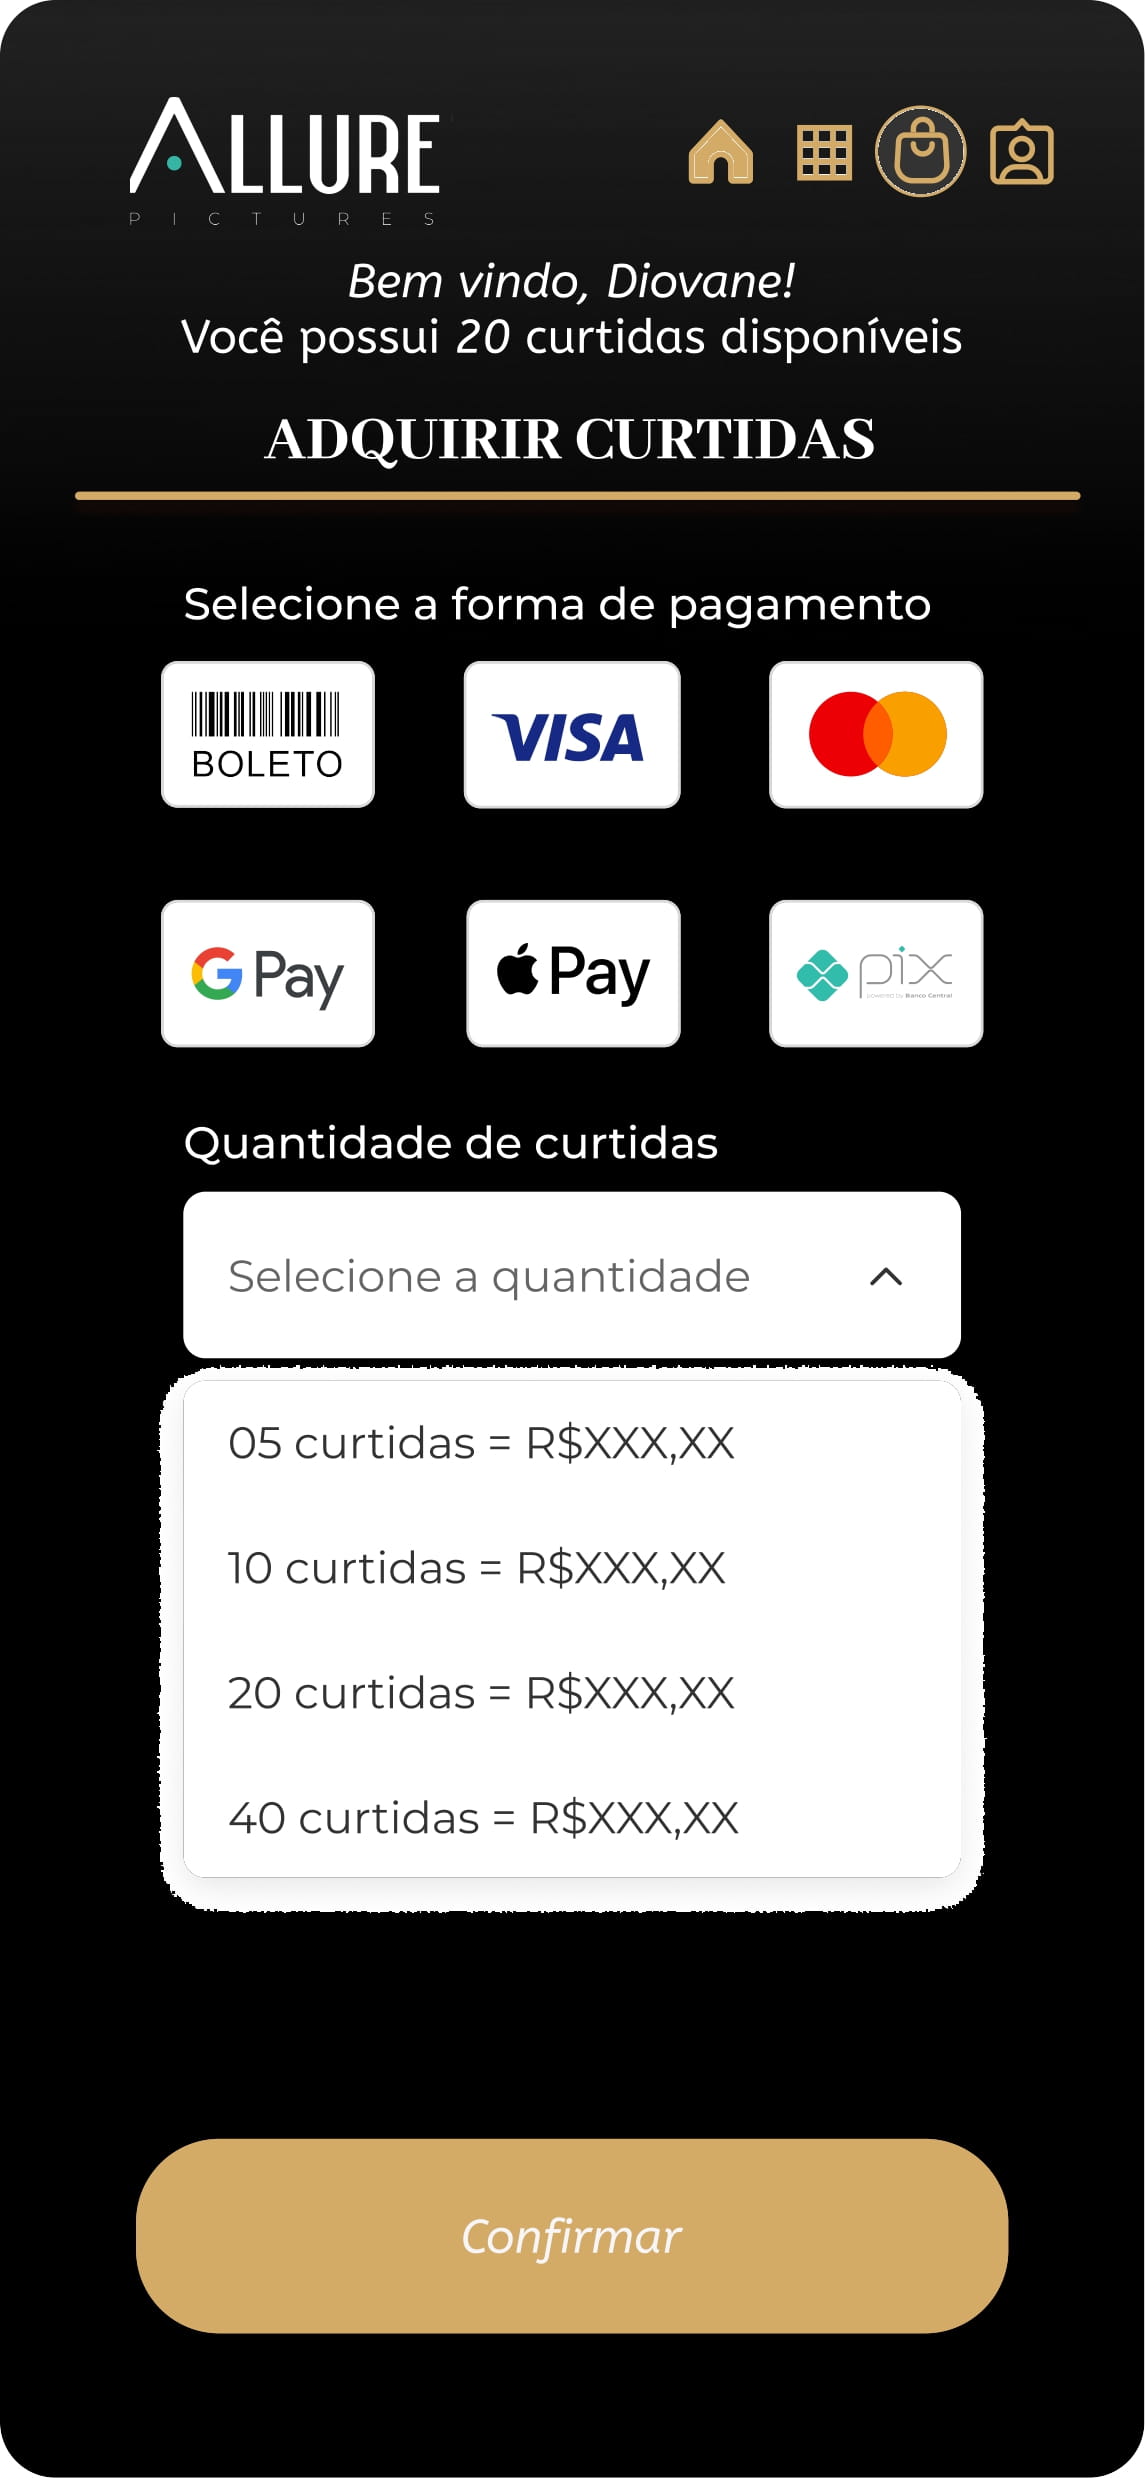 ALLURE
PICTURES
Bem vindo, Diovane!
Você possui 20 curtidas disponíveis
ADQUIRIR CURTIDAS
Selecione a forma de pagamento
BOLETO
VISA
G Pay
Pay
pix
powered by Banco Central
Quantidade de curtidas
Selecione a quantidade
05 curtidas = R$XXX,XX
10 curtidas = R$XXX,XX
20 curtidas = R$XXX,XX
40 curtidas = R$XXX,XX
Confirmar